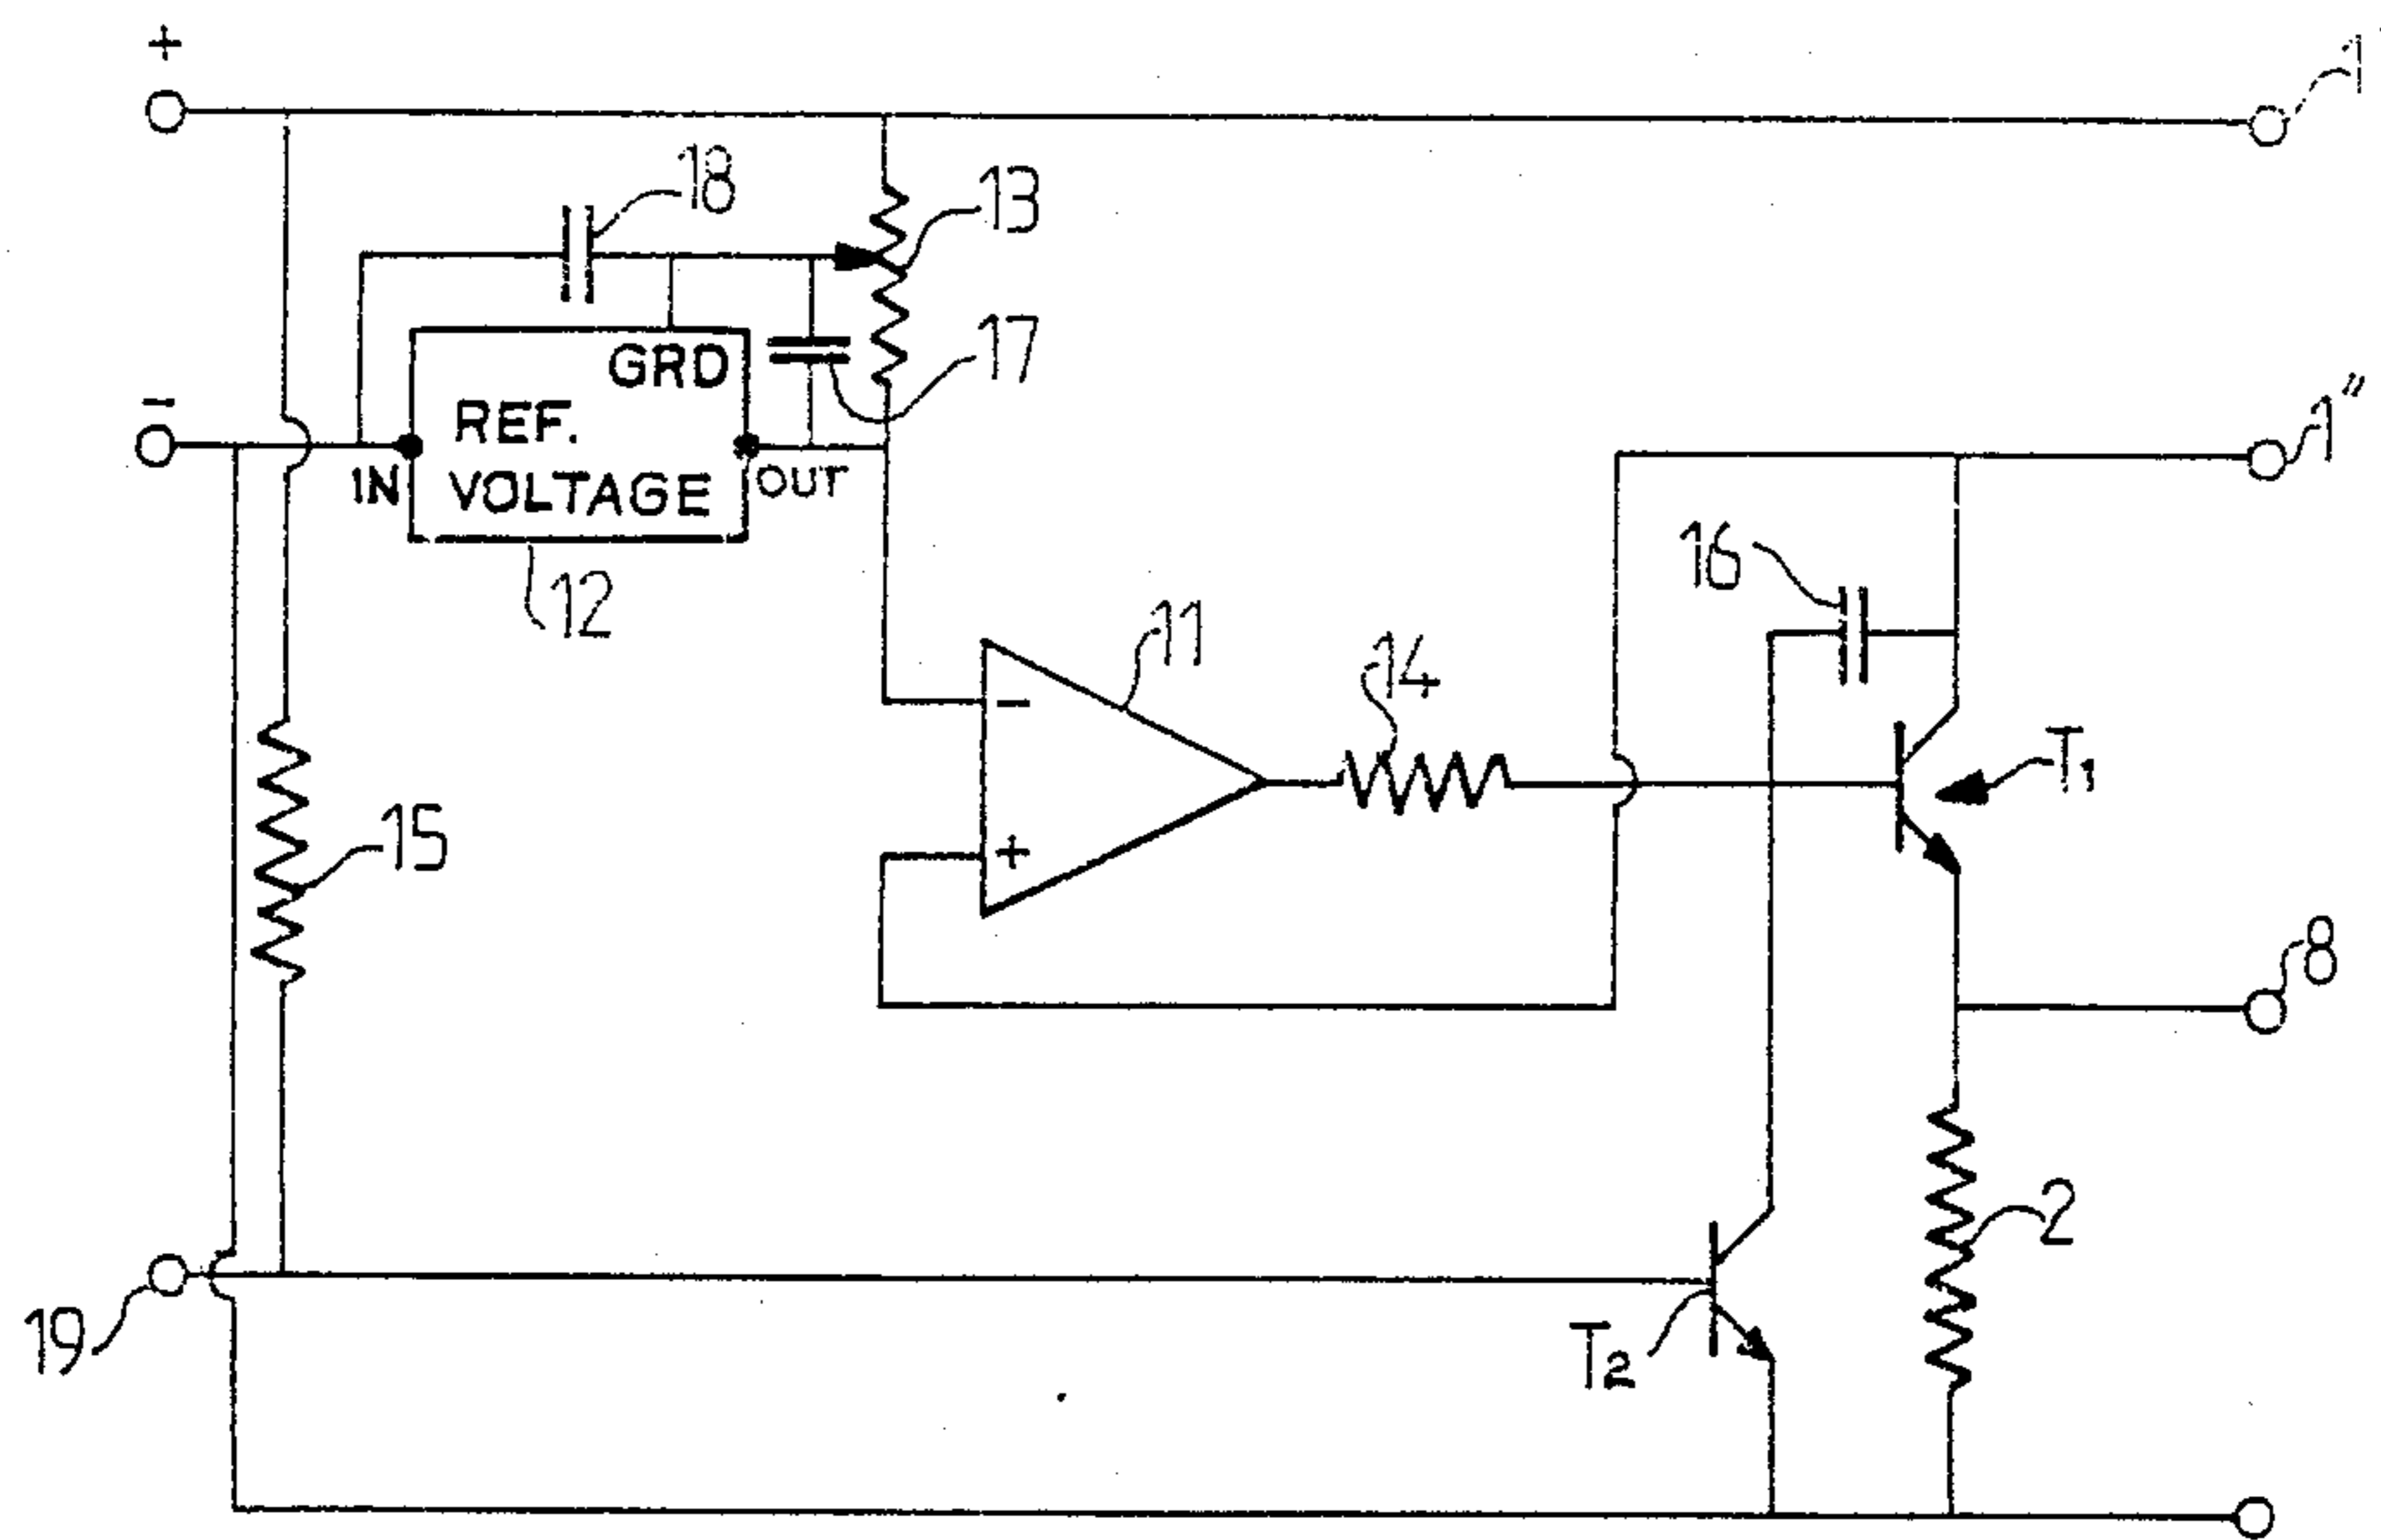 +
1'
18
13
GRD
17
-
REF.
1"
IN
VOLTAGE
OUT
16
12
11
14
-
T1
15
+
8
2
19
T2